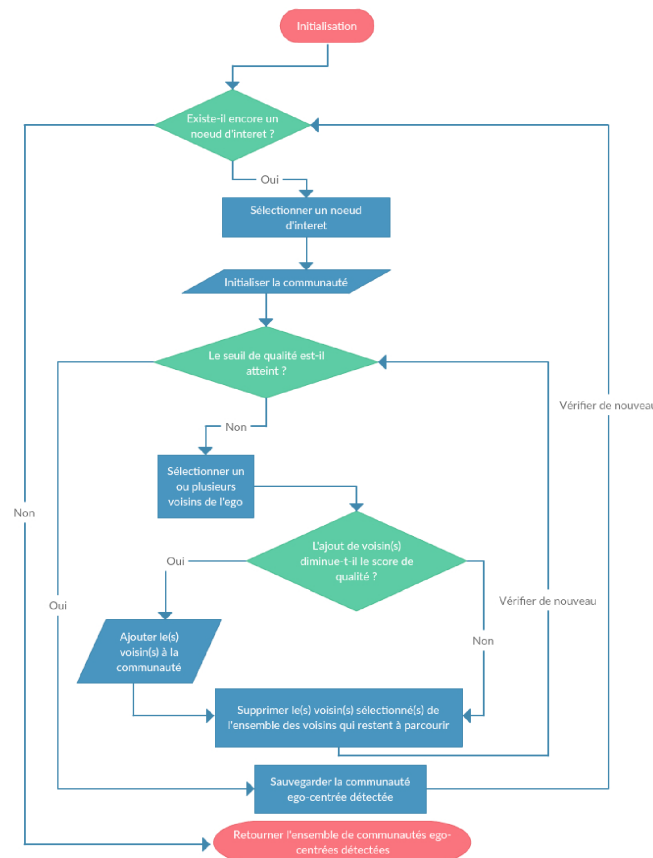 Initialisation
Existe-il encore un
noeud d'interet ?
Oui
Sélectionner un noeud
d'interet
Initialiser la communauté
Le seuil de qualité est-il
atteint ?
Vérifier de nouveau
Non
Sélectionner un
ou plusieurs
voisins de l'ego
Non
L'ajout de voisin(s)
diminue-t-il le score de
qualité ?
Oui
Vérifier de nouveau
Oui
Non
Ajouter le(s)
voisin(s) à la
communauté
Supprimer le(s) voisin(s) sélectionné(s) de
l'ensemble des voisins qui restent à parcourir
Sauvegarder la communauté
ego-centrée détectée
Retourner l'ensemble de communautés ego-
centrées détectées